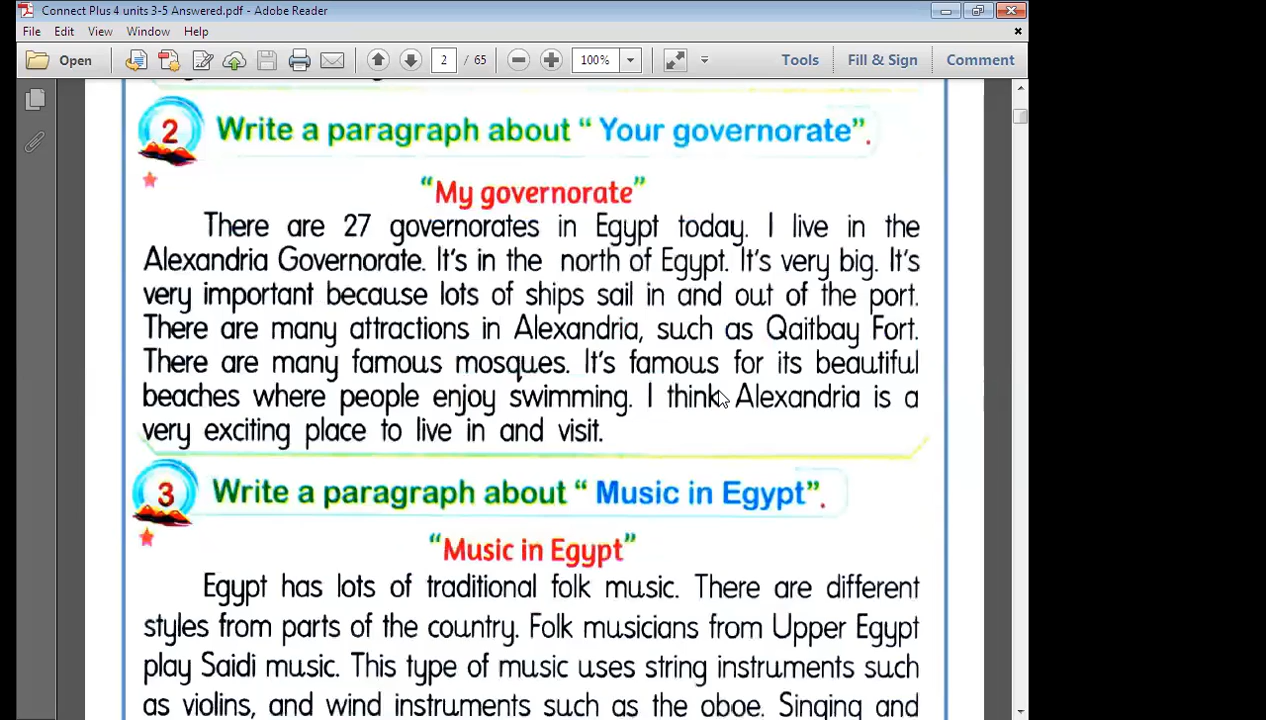 Connect Plus 4 units 3-5 Answered.pdf - Adobe Reader
File Edit View Window Help
Open 2 / 65 100% Tools Fill & Sign Comment
2 Write a paragraph about “ Your governorate”.
“My governorate”
There are 27 governorates in Egypt today. I live in the
Alexandria Governorate. It's in the north of Egypt. It's very big. It's
very important because lots of ships sail in and out of the port.
There are many attractions in Alexandria, such as Qaitbay Fort.
There are many famous mosques. It's famous for its beautiful
beaches where people enjoy swimming. I think Alexandria is a
very exciting place to live in and visit.
3 Write a paragraph about “ Music in Egypt”.
“Music in Egypt”
Egypt has lots of traditional folk music. There are different
styles from parts of the country. Folk musicians from Upper Egypt
play Saidi music. This type of music uses string instruments such
as violins, and wind instruments such as the oboe. Singing and